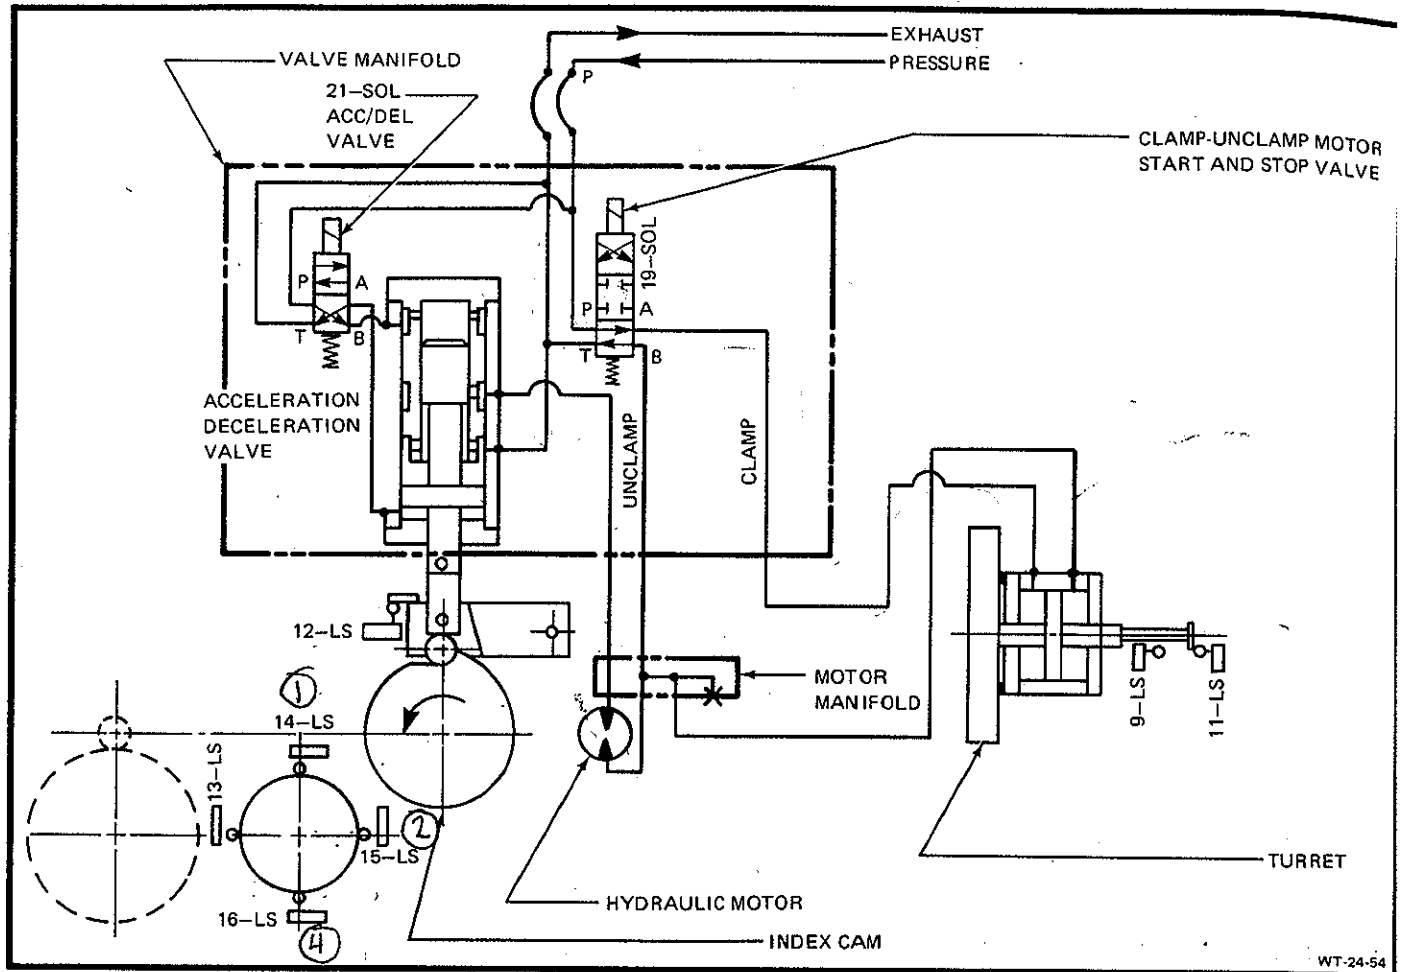 EXHAUST
PRESSURE
P
VALVE MANIFOLD
21-SOL
ACC/DEL
VALVE
CLAMP-UNCLAMP MOTOR
START AND STOP VALVE
19-SOL
P A
T B
P A
T B
ACCELERATION
DECELERATION
VALVE
UNCLAMP
CLAMP
12-LS
MOTOR
MANIFOLD
9-LS
11-LS
1
14-LS
13-LS
2
15-LS
16-LS
4
TURRET
HYDRAULIC MOTOR
INDEX CAM
WT-24-54